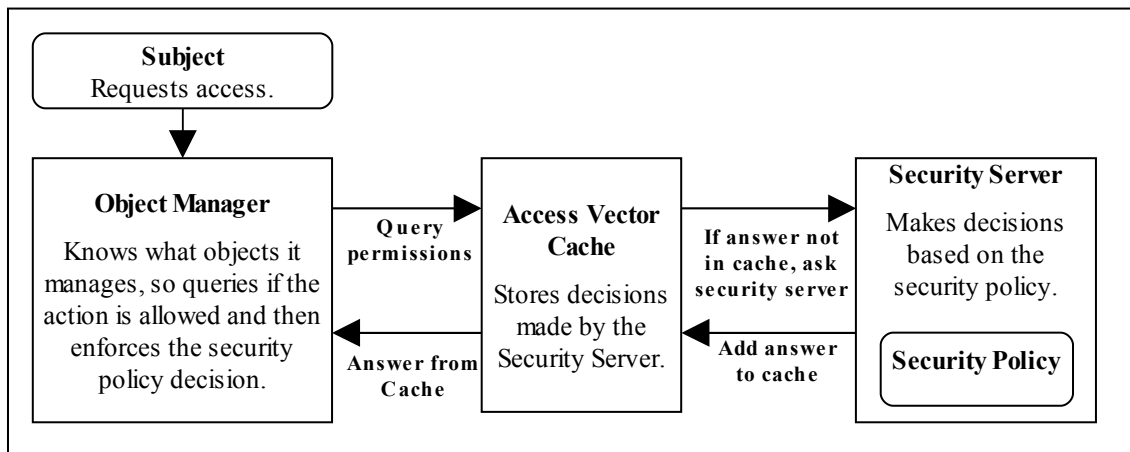 Subject
Requests access.
Object Manager
Knows what objects it
manages, so queries if the
action is allowed and then
enforces the security
policy decision.
Query
permissions
Answer from
Cache
Access Vector
Cache
Stores decisions
made by the
Security Server.
If answer not
in cache, ask
security server
Add answer
to cache
Security Server
Makes decisions
based on the
security policy.
Security Policy